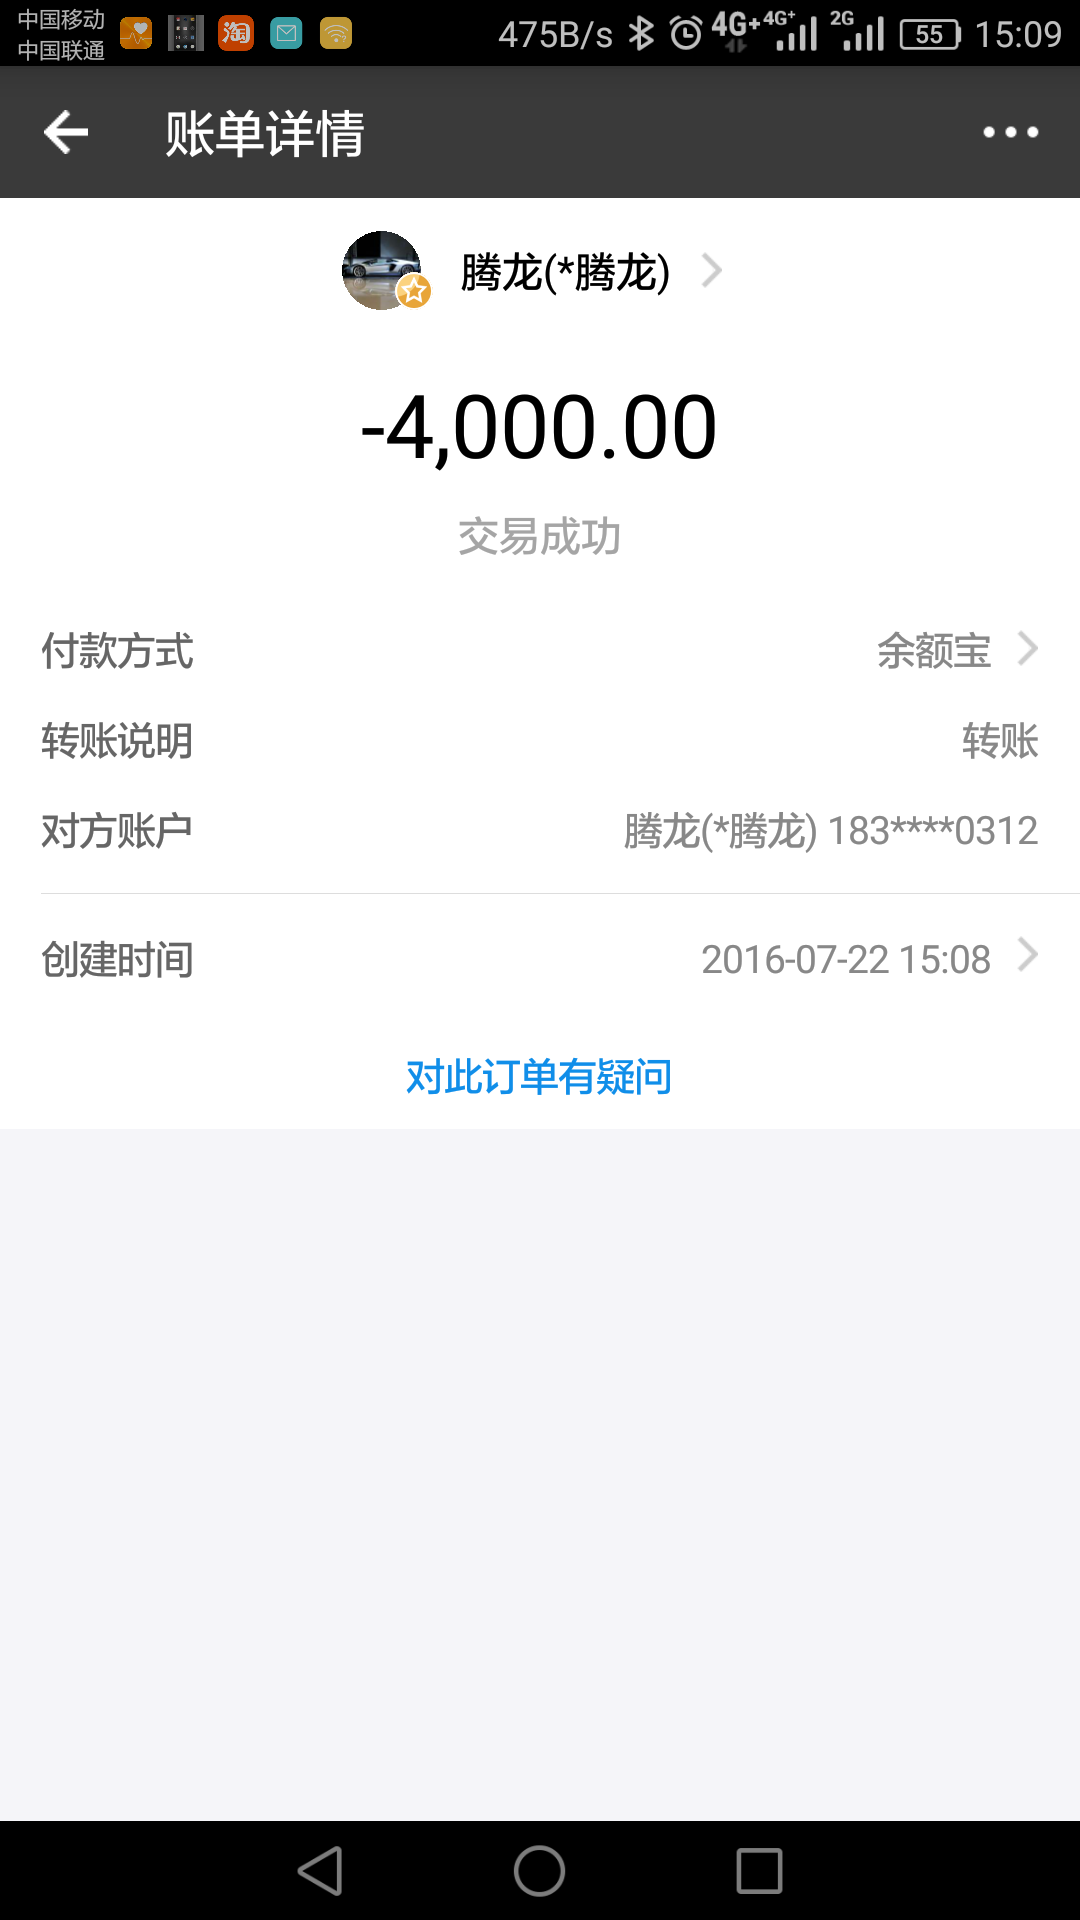 中国移动
中国联通
淘
475B/s 4G+ 4G+ 2G 55 15:09
账单详情
腾龙(*腾龙)
-4,000.00
交易成功
付款方式 余额宝
转账说明 转账
对方账户 腾龙(*腾龙) 183****0312
创建时间 2016-07-22 15:08
对此订单有疑问